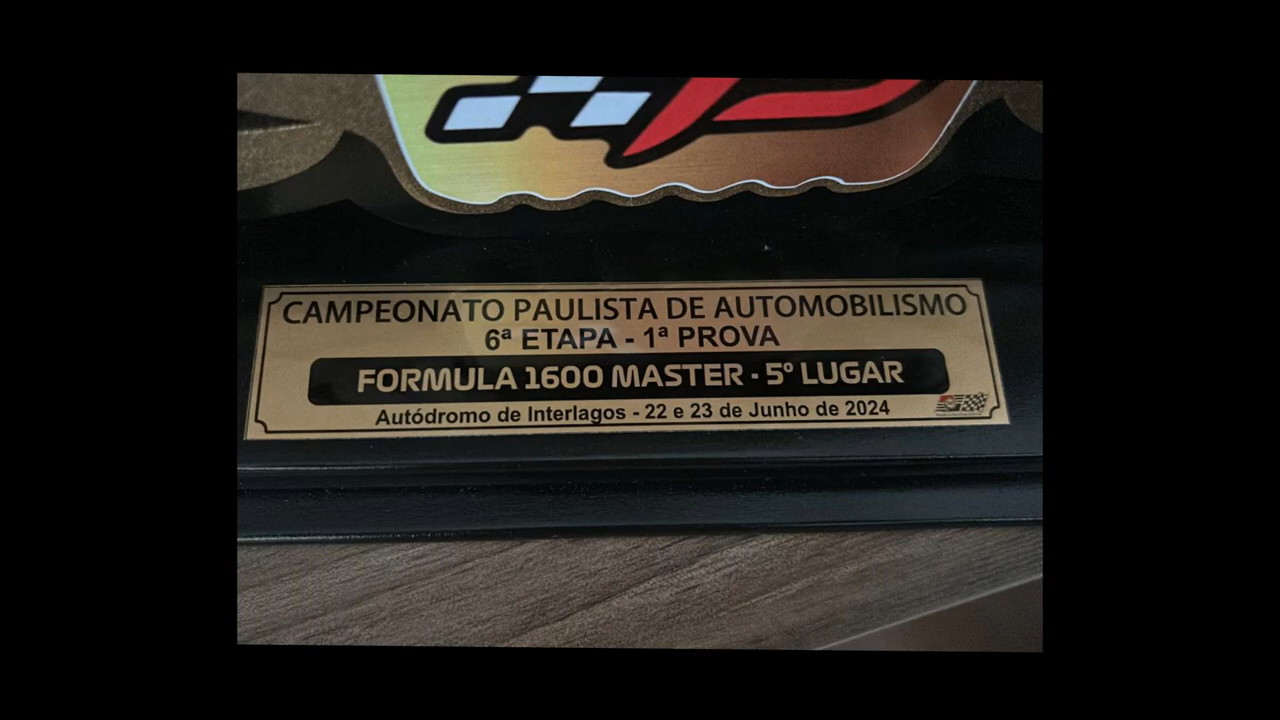 CAMPEONATO PAULISTA DE AUTOMOBILISMO
6ª ETAPA - 1ª PROVA
FORMULA 1600 MASTER - 5º LUGAR
Autódromo de Interlagos - 22 e 23 de Junho de 2024